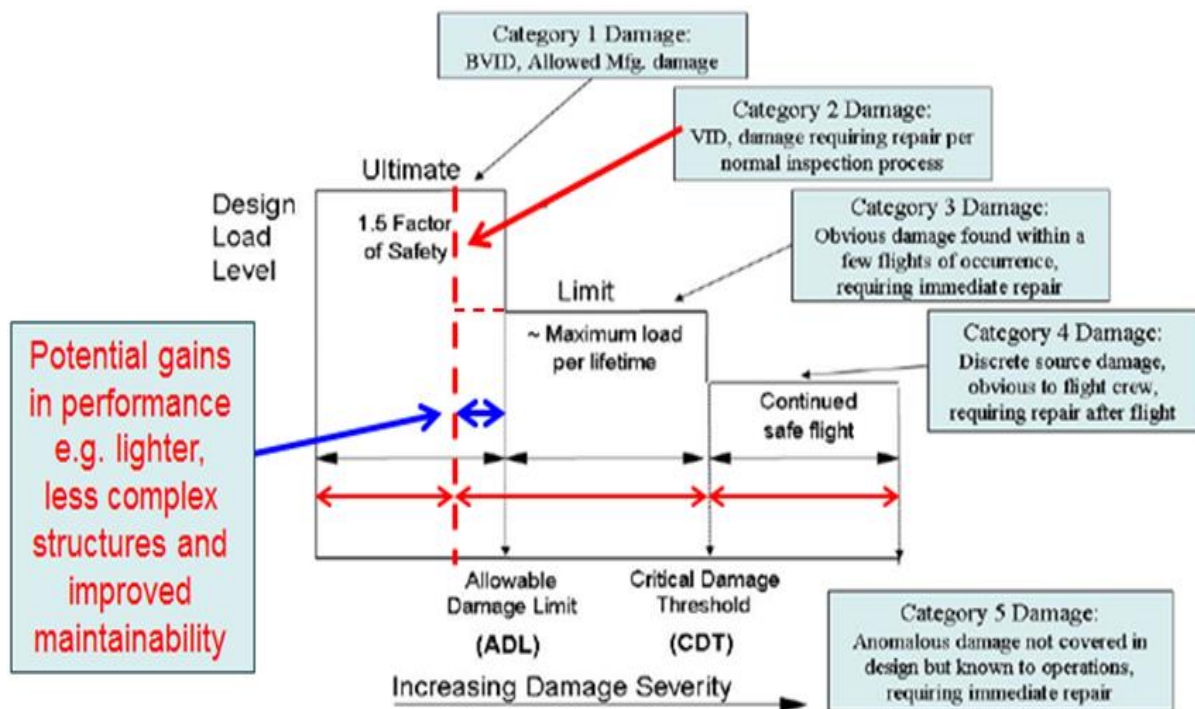 Category 1 Damage:
BVID, Allowed Mfg. damage
Category 2 Damage:
VID, damage requiring repair per
normal inspection process
Ultimate
Design
Load
Level
1.5 Factor
of Safety
Category 3 Damage:
Obvious damage found within a
few flights of occurrence,
requiring immediate repair
Limit
~ Maximum load
per lifetime
Category 4 Damage:
Discrete source damage,
obvious to flight crew,
requiring repair after flight
Potential gains
in performance
e.g. lighter,
less complex
structures and
improved
maintainability
Continued
safe flight
Allowable
Damage Limit
(ADL)
Critical Damage
Threshold
(CDT)
Category 5 Damage:
Anomalous damage not covered in
design but known to operations,
requiring immediate repair
Increasing Damage Severity